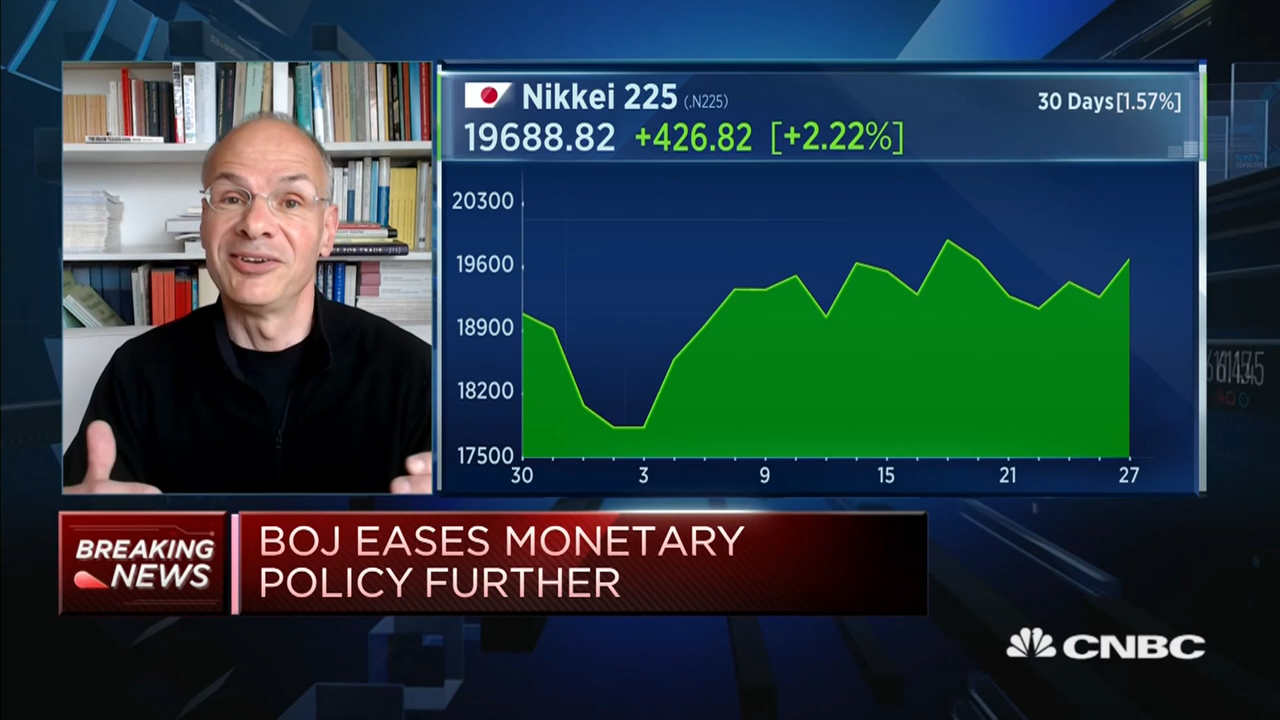 Nikkei 225 (.N225)
30 Days[1.57%]
19688.82 +426.82 [+2.22%]
20300
19600
18900
18200
17500
30 3 9 15 21 27
BREAKING
NEWS
BOJ EASES MONETARY
POLICY FURTHER
CNBC